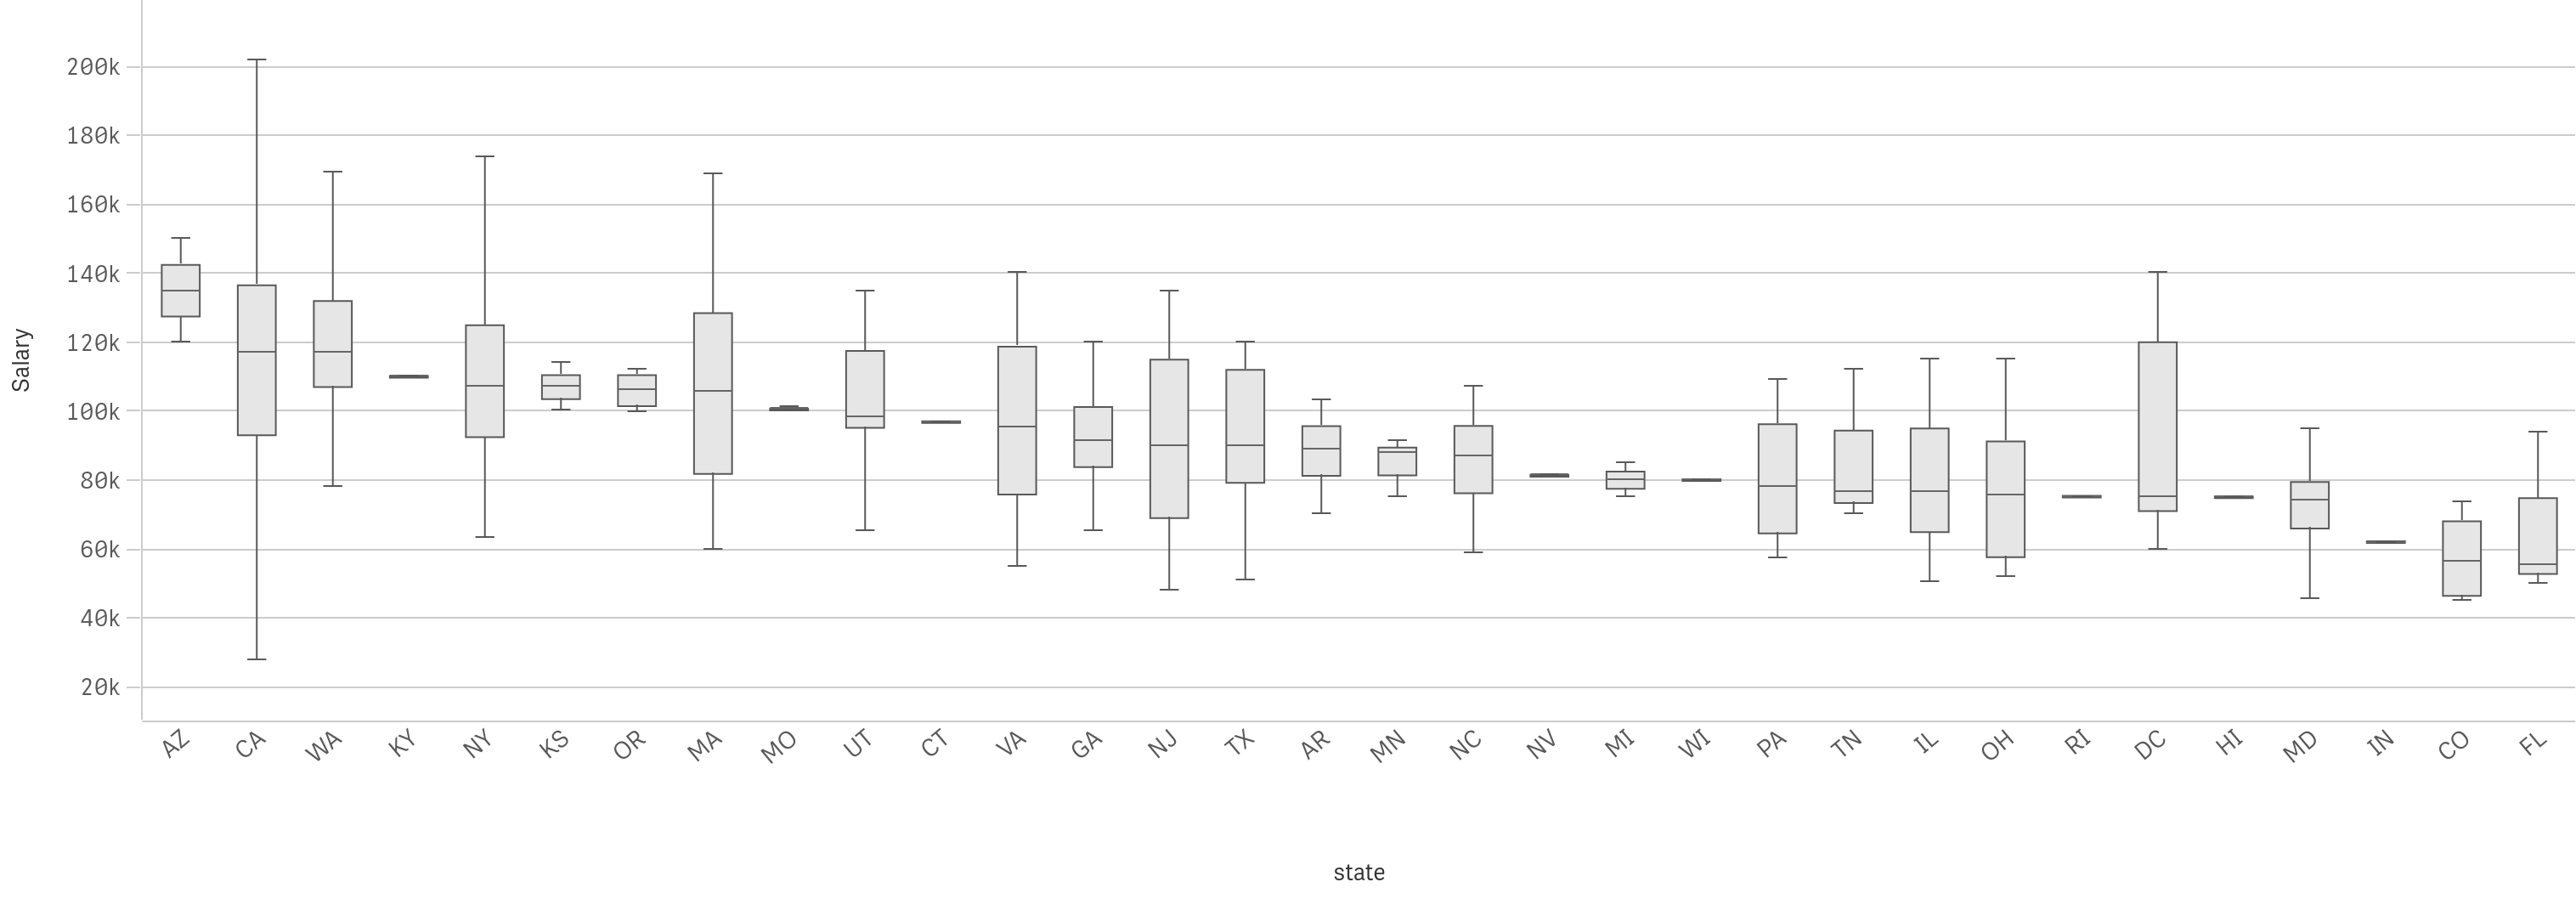 Salary
200k
180k
160k
140k
120k
100k
80k
60k
40k
20k
AZ CA WA KY NY KS OR MA MO UT CT VA GA NJ TX AR MN NC NV MI WI PA TN IL OH RI DC HI MD IN CO FL
state